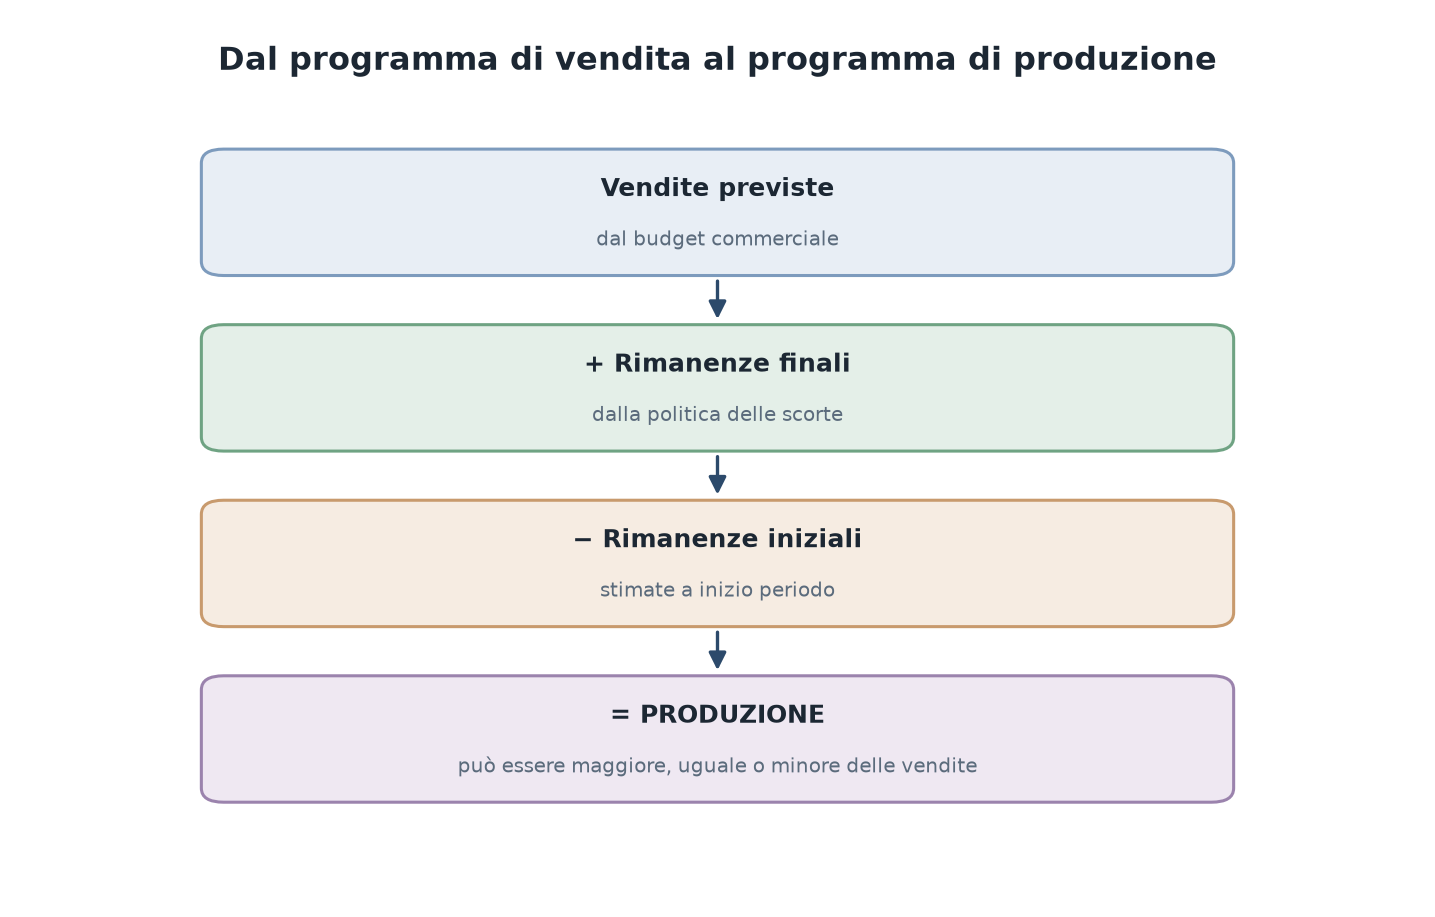 Dal programma di vendita al programma di produzione
Vendite previste
dal budget commerciale
+ Rimanenze finali
dalla politica delle scorte
− Rimanenze iniziali
stimate a inizio periodo
= PRODUZIONE
può essere maggiore, uguale o minore delle vendite